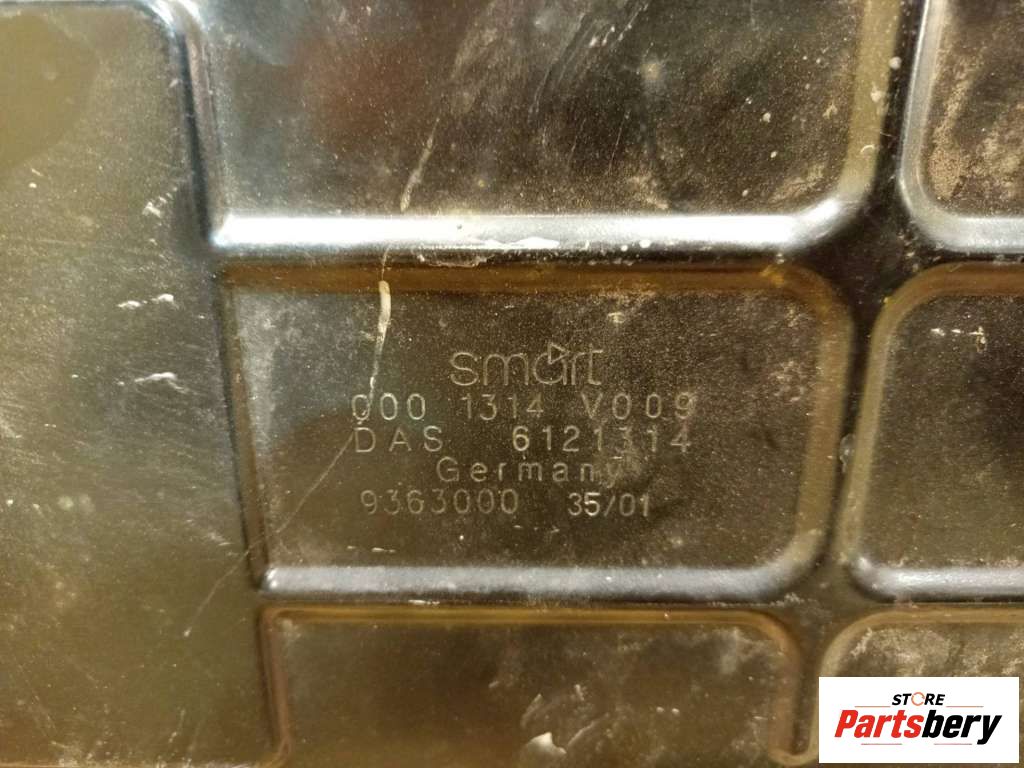 smart
000 1314 V009
DAS 6121314
Germany
9363000 35/01
STORE
Partsbery